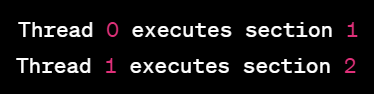 Thread 0 executes section 1
Thread 1 executes section 2